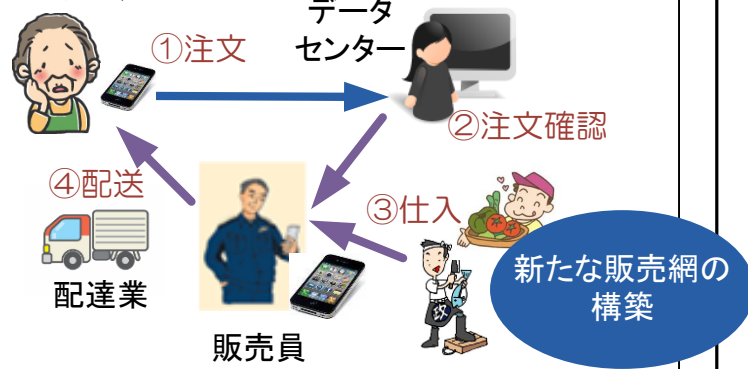 データ
センター
①注文
②注文確認
④配送
③仕入
配達業
販売員
新たな販売網の
構築